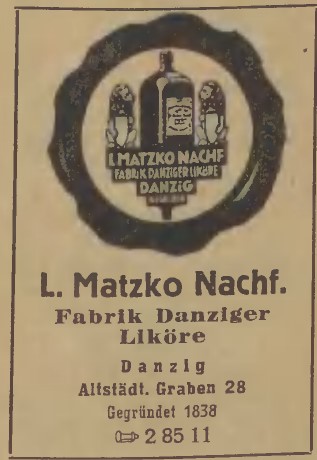 L. MATZKO NACHF
FABRIK DANZIGER LIKÖRE
DANZIG
L. Matzko Nachf.
Fabrik Danziger
Liköre
Danzig
Altstädt. Graben 28
Gegründet 1838
2 85 11